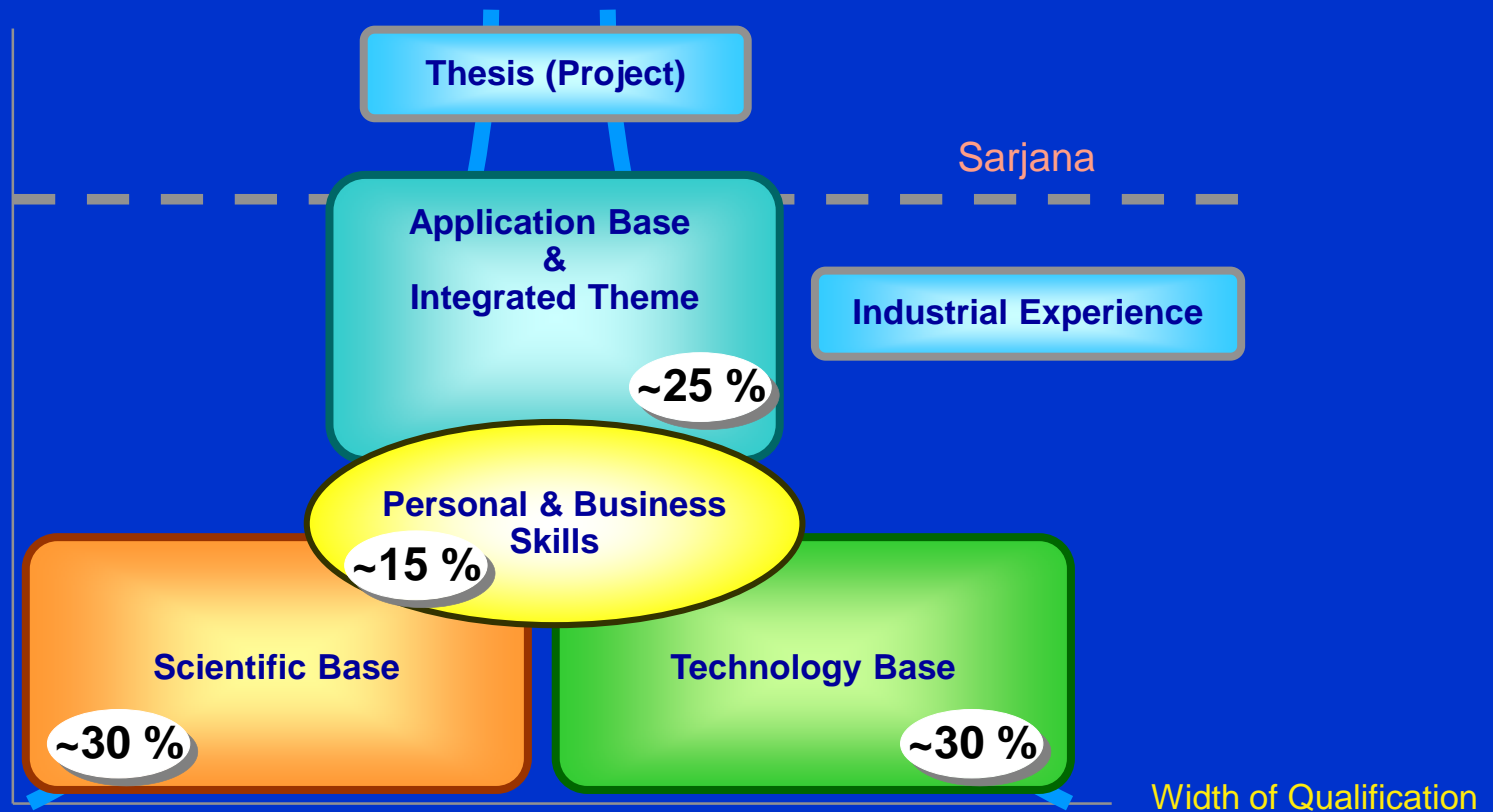 Thesis (Project)
Sarjana
Application Base
&
Integrated Theme
Industrial Experience
~25 %
Personal & Business
Skills
~15 %
Scientific Base
Technology Base
~30 %
~30 %
Width of Qualification